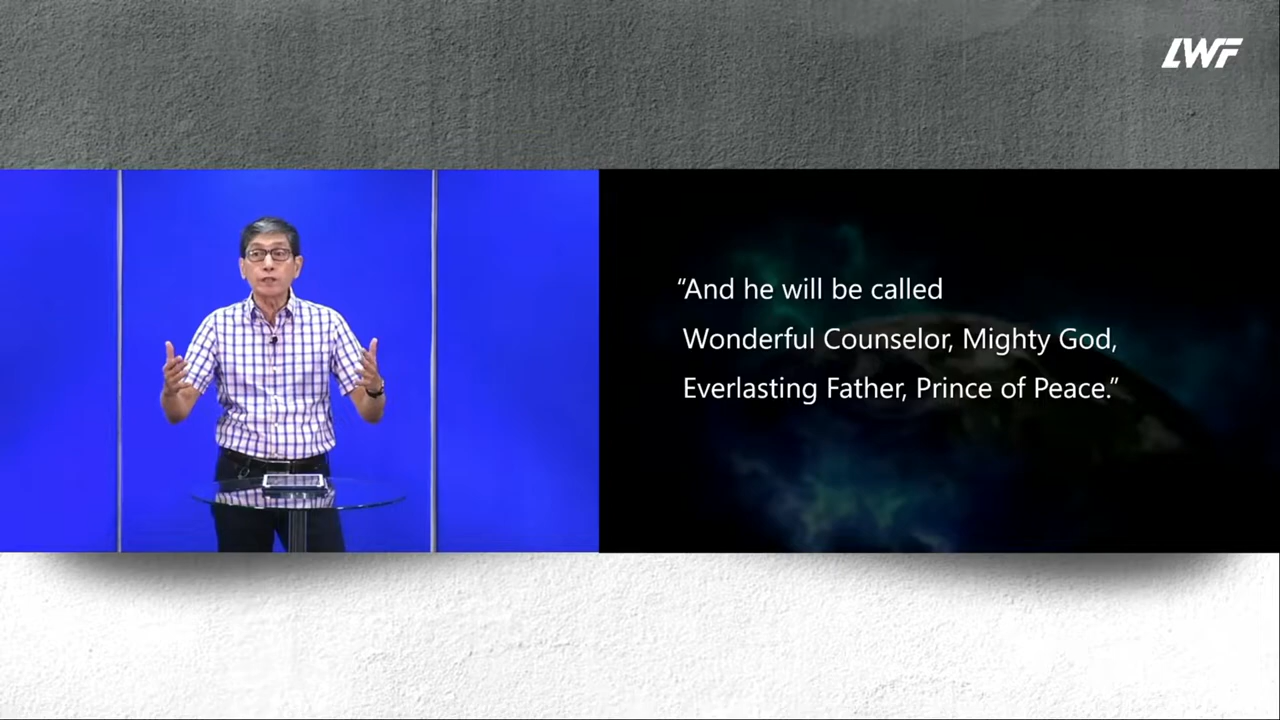 LWF
“And he will be called
Wonderful Counselor, Mighty God,
Everlasting Father, Prince of Peace.”